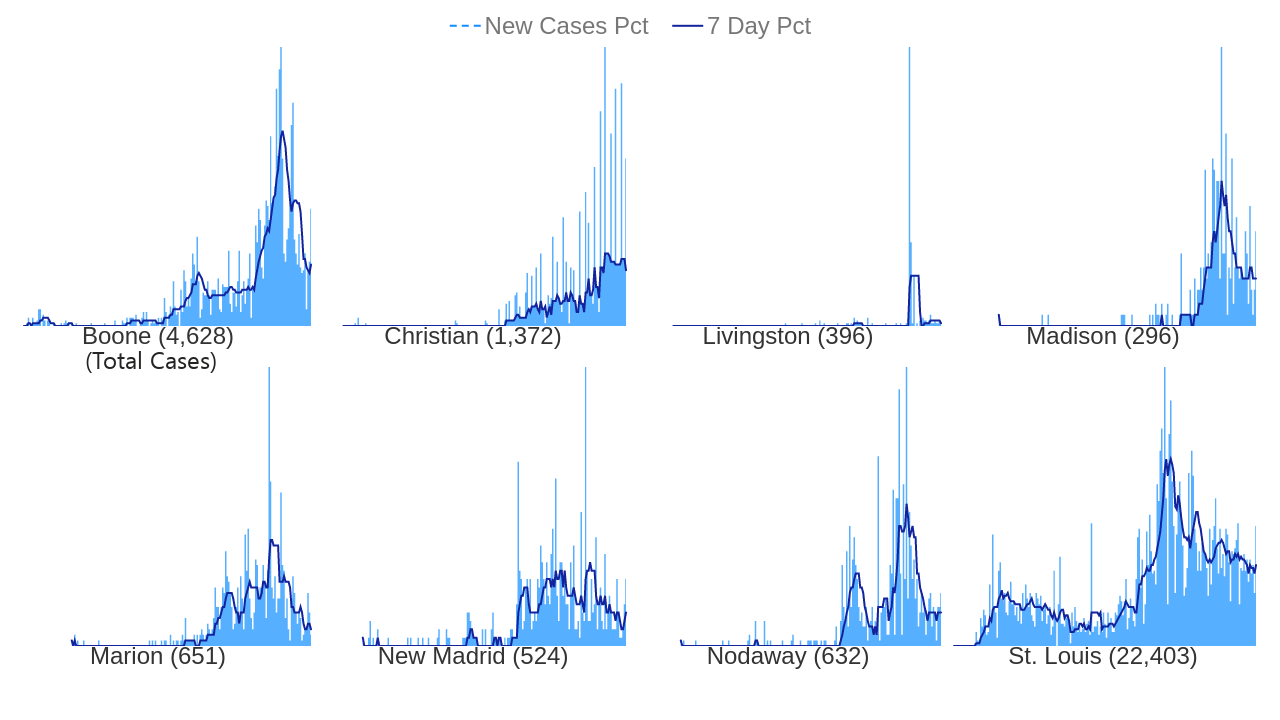 New Cases Pct 7 Day Pct
Boone (4,628) Christian (1,372) Livingston (396) Madison (296)
(Total Cases)
Marion (651) New Madrid (524) Nodaway (632) St. Louis (22,403)